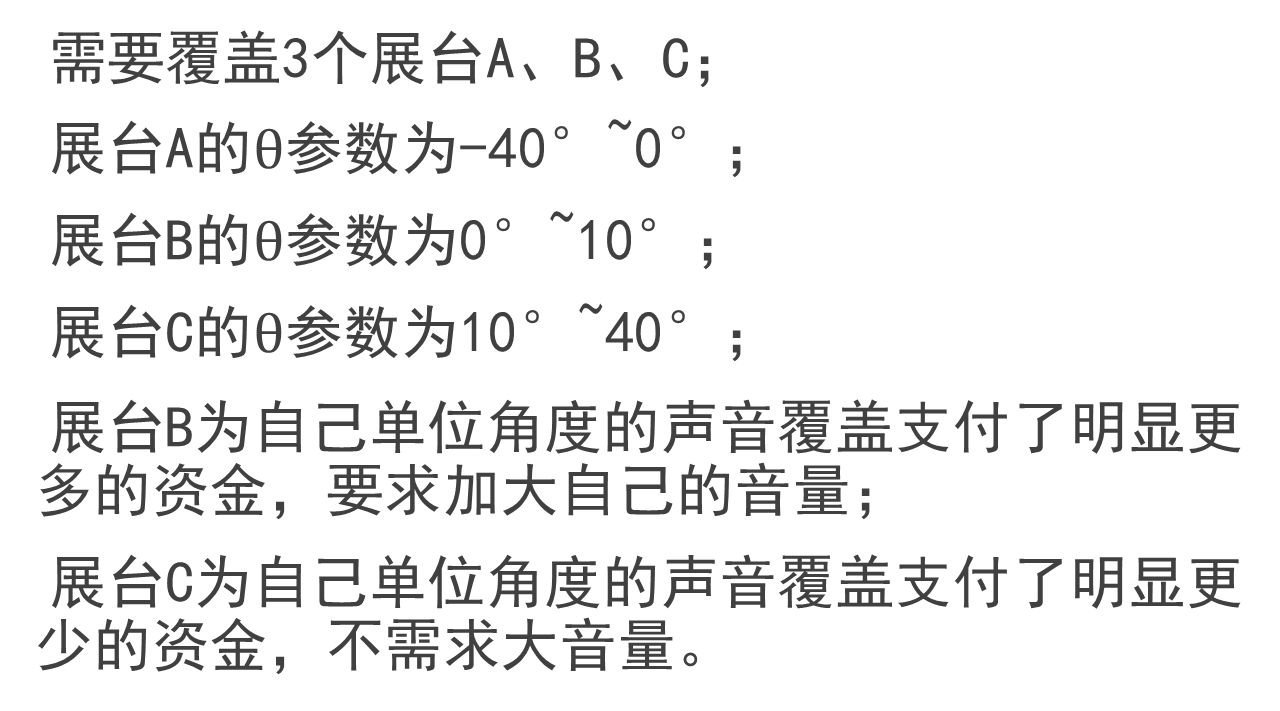 需要覆盖3个展台A、B、C；
展台A的θ参数为-40°~0°；
展台B的θ参数为0°~10°；
展台C的θ参数为10°~40°；
展台B为自己单位角度的声音覆盖支付了明显更
多的资金，要求加大自己的音量；
展台C为自己单位角度的声音覆盖支付了明显更
少的资金，不需求大音量。